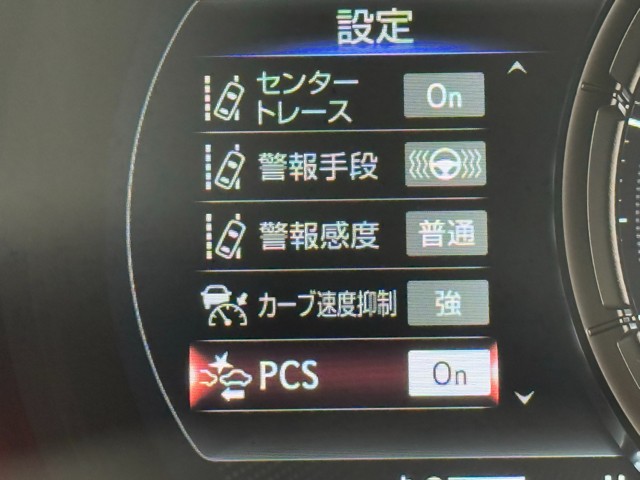 設定
センター
トレース
On
警報手段
警報感度
普通
カーブ速度抑制
強
PCS
On